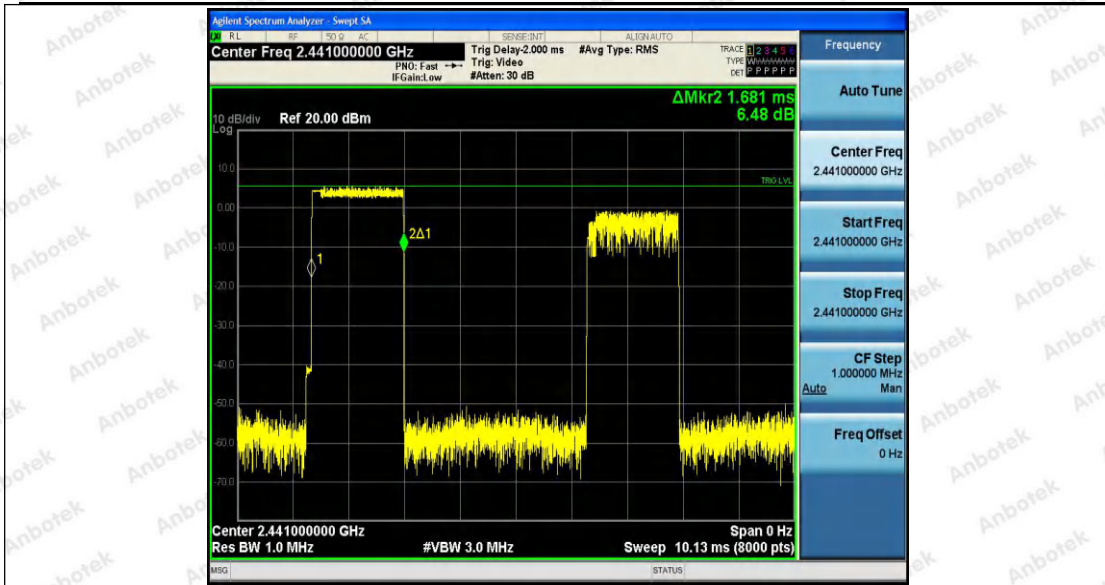 Agilent Spectrum Analyzer - Swept SA
RL RF 50 Ω AC SENSE:INT ALIGNAUTO
Center Freq 2.441000000 GHz
PNO: Fast
IFGain:Low
Trig Delay-2.000 ms
Trig: Video
#Atten: 30 dB
#Avg Type: RMS
TRACE 1 2 3 4 5 6
TYPE
DET P P P P P P
Frequency
ΔMkr2 1.681 ms
6.48 dB
10 dB/div Ref 20.00 dBm
Log
10.0
TRIG LVL
0.00
2Δ1
-10.0
1
-20.0
-30.0
-40.0
-50.0
-60.0
-70.0
Center 2.441000000 GHz Span 0 Hz
Res BW 1.0 MHz #VBW 3.0 MHz Sweep 10.13 ms (8000 pts)
MSG STATUS
Auto Tune
Center Freq
2.441000000 GHz
Start Freq
2.441000000 GHz
Stop Freq
2.441000000 GHz
CF Step
1.000000 MHz
Auto Man
Freq Offset
0 Hz
Anbotek